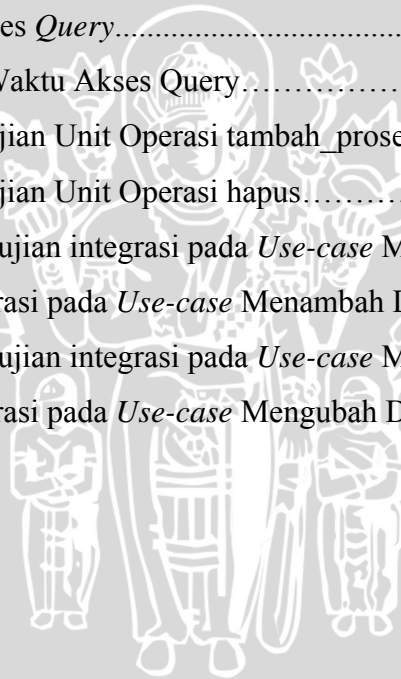 es Query......................................
Waktu Akses Query………………
jian Unit Operasi tambah_prose
jian Unit Operasi hapus………
ujian integrasi pada Use-case M
rasi pada Use-case Menambah D
ujian integrasi pada Use-case M
rasi pada Use-case Mengubah D